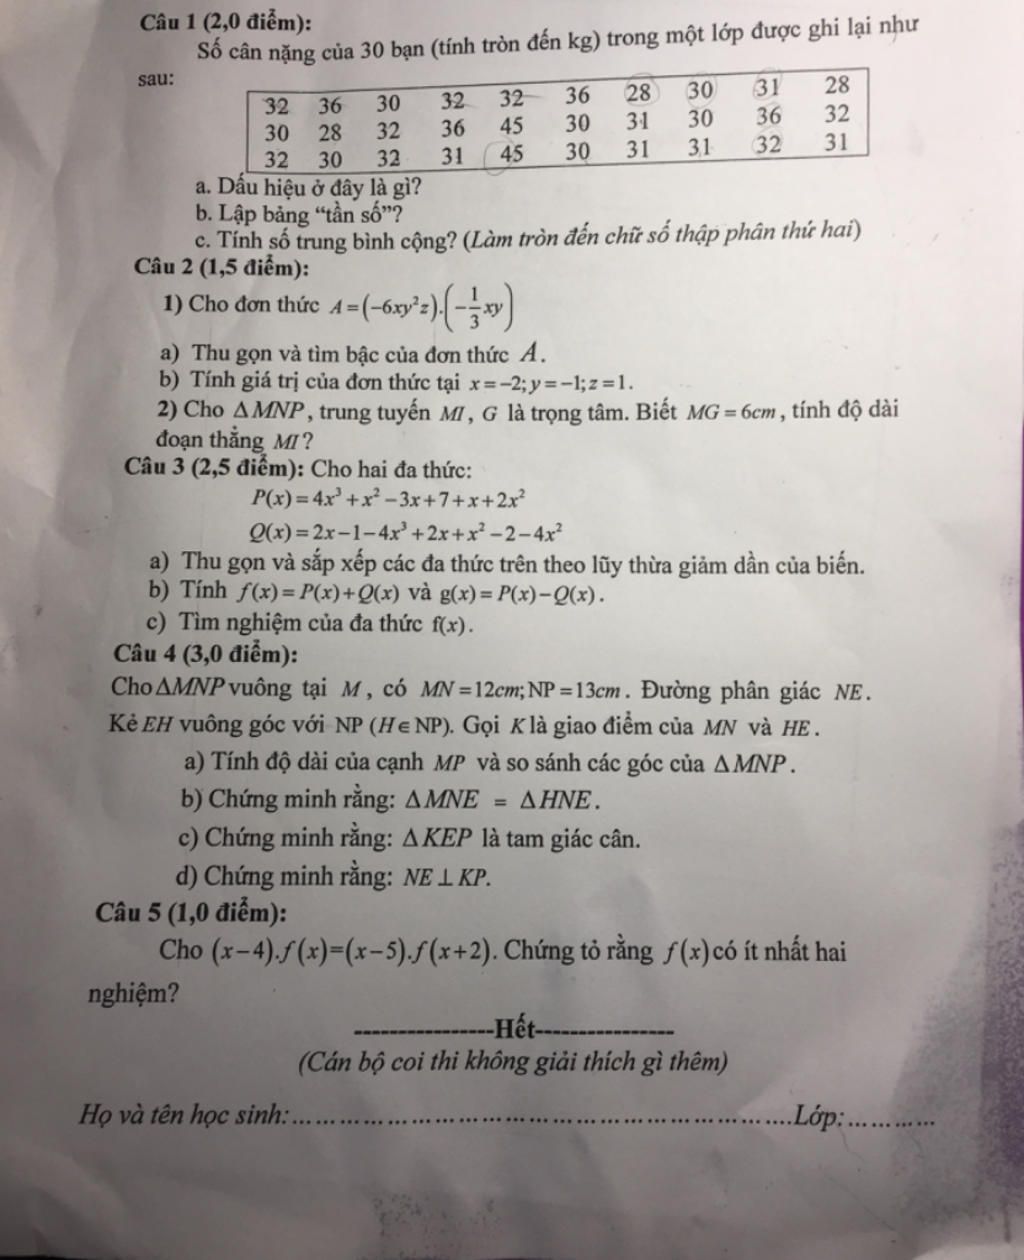 Câu 1 (2,0 điểm):
Số cân nặng của 30 bạn (tính tròn đến kg) trong một lớp được ghi lại như
sau:
32 36 30 32 32 36 28 30 31 28
30 28 32 36 45 30 31 30 36 32
32 30 32 31 45 30 31 31 32 31
a. Dấu hiệu ở đây là gì?
b. Lập bảng “tần số”?
c. Tính số trung bình cộng? (Làm tròn đến chữ số thập phân thứ hai)
Câu 2 (1,5 điểm):
1) Cho đơn thức A = (−6xy²z).(−1/3 xy)
a) Thu gọn và tìm bậc của đơn thức A.
b) Tính giá trị của đơn thức tại x = −2; y = −1; z = 1.
2) Cho ΔMNP, trung tuyến MI, G là trọng tâm. Biết MG = 6cm, tính độ dài
đoạn thẳng MI?
Câu 3 (2,5 điểm): Cho hai đa thức:
P(x) = 4x³ + x² − 3x + 7 + x + 2x²
Q(x) = 2x − 1 − 4x³ + 2x + x² − 2 − 4x²
a) Thu gọn và sắp xếp các đa thức trên theo lũy thừa giảm dần của biến.
b) Tính f(x) = P(x) + Q(x) và g(x) = P(x) − Q(x).
c) Tìm nghiệm của đa thức f(x).
Câu 4 (3,0 điểm):
Cho ΔMNP vuông tại M, có MN = 12cm; NP = 13cm. Đường phân giác NE.
Kẻ EH vuông góc với NP (H ∈ NP). Gọi K là giao điểm của MN và HE.
a) Tính độ dài của cạnh MP và so sánh các góc của ΔMNP.
b) Chứng minh rằng: ΔMNE = ΔHNE.
c) Chứng minh rằng: ΔKEP là tam giác cân.
d) Chứng minh rằng: NE ⊥ KP.
Câu 5 (1,0 điểm):
Cho (x−4).f(x)=(x−5).f(x+2). Chứng tỏ rằng f(x) có ít nhất hai
nghiệm?
-----------------Hết-----------------
(Cán bộ coi thi không giải thích gì thêm)
Họ và tên học sinh:..............................................................Lớp:............